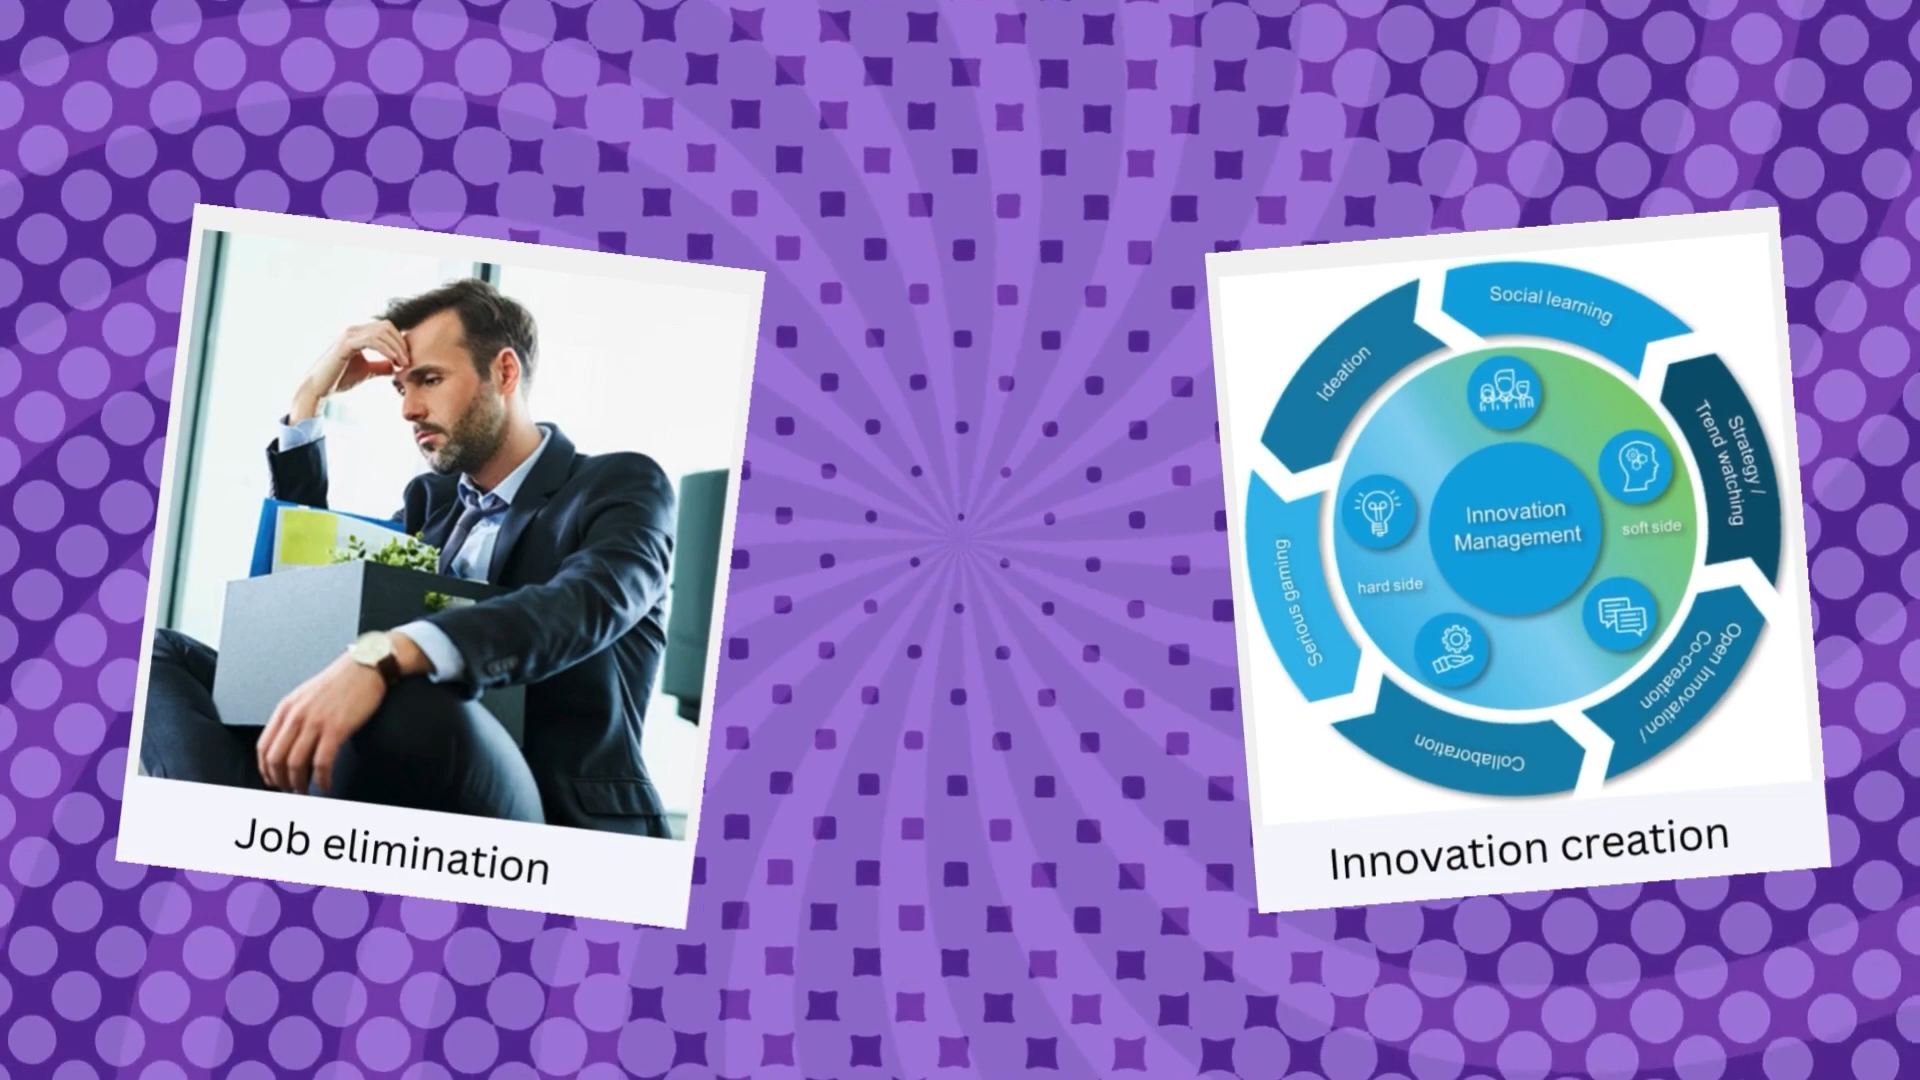 Job elimination
Social learning
Ideation
Strategy /
Trend watching
Innovation
Management
soft side
hard side
Serious gaming
Open Innovation /
Co-creation
Collaboration
Innovation creation